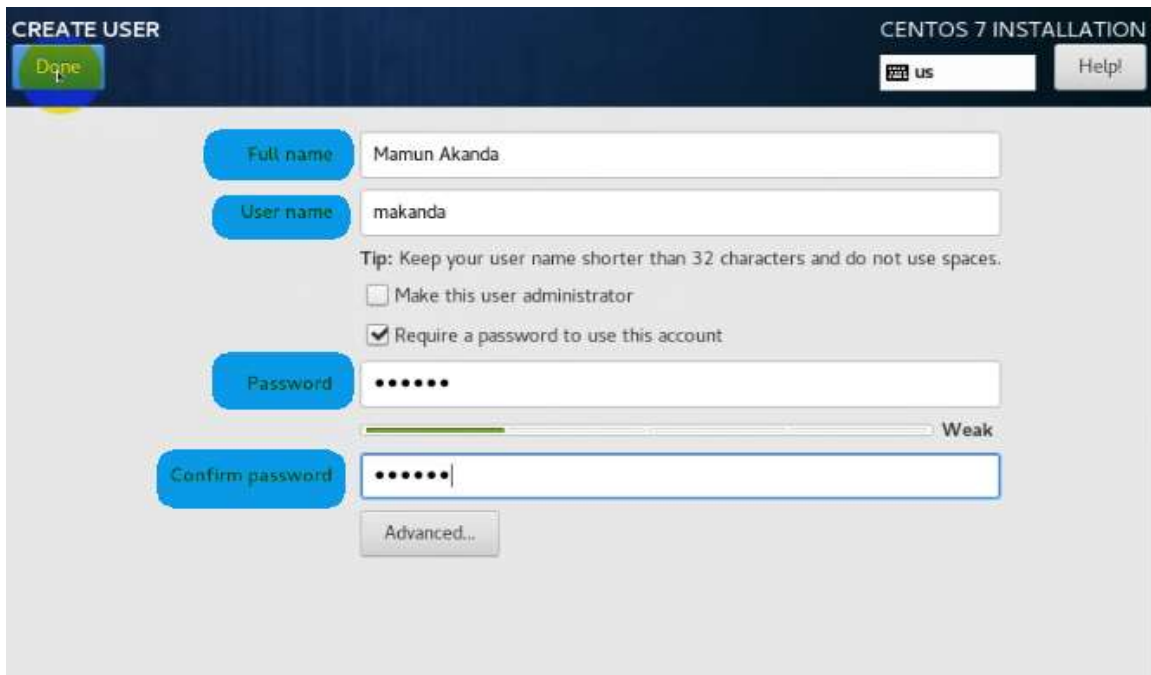 CREATE USER
CENTOS 7 INSTALLATION
Done
us
Help!
Full name
Mamun Akanda
User name
makanda
Tip: Keep your user name shorter than 32 characters and do not use spaces.
Make this user administrator
Require a password to use this account
Password
••••••
Weak
Confirm password
••••••
Advanced...